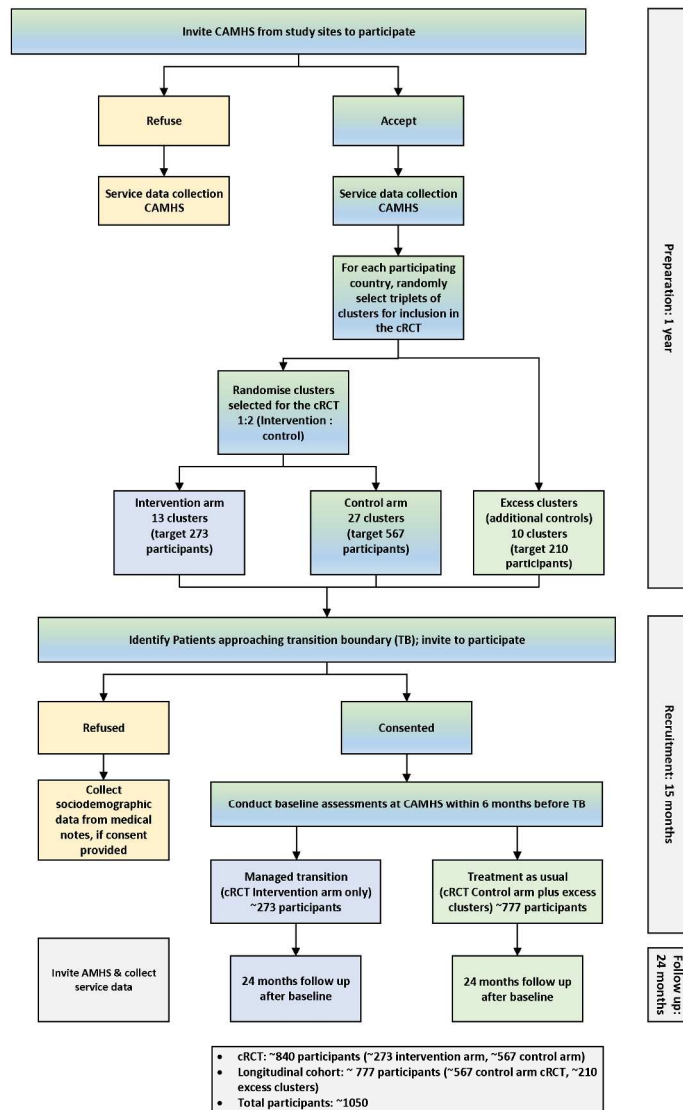 Invite CAMHS from study sites to participate
Refuse
Accept
Service data collection
CAMHS
Service data collection
CAMHS
For each participating
country, randomly
select triplets of
clusters for inclusion in
the cRCT
Randomise clusters
selected for the cRCT
1:2 (Intervention :
control)
Intervention arm
13 clusters
(target 273
participants)
Control arm
27 clusters
(target 567
participants)
Excess clusters
(additional controls)
10 clusters
(target 210
participants)
Preparation: 1 year
Identify Patients approaching transition boundary (TB); invite to participate
Refused
Consented
Collect
sociodemographic
data from medical
notes, if consent
provided
Conduct baseline assessments at CAMHS within 6 months before TB
Managed transition
(cRCT Intervention arm only)
~273 participants
Treatment as usual
(cRCT Control arm plus excess
clusters) ~777 participants
Recruitment: 15 months
Invite AMHS & collect
service data
24 months follow up
after baseline
24 months follow up
after baseline
Follow up:
24 months
• cRCT: ~840 participants (~273 intervention arm, ~567 control arm)
• Longitudinal cohort: ~ 777 participants (~567 control arm cRCT, ~210
excess clusters)
• Total participants: ~1050